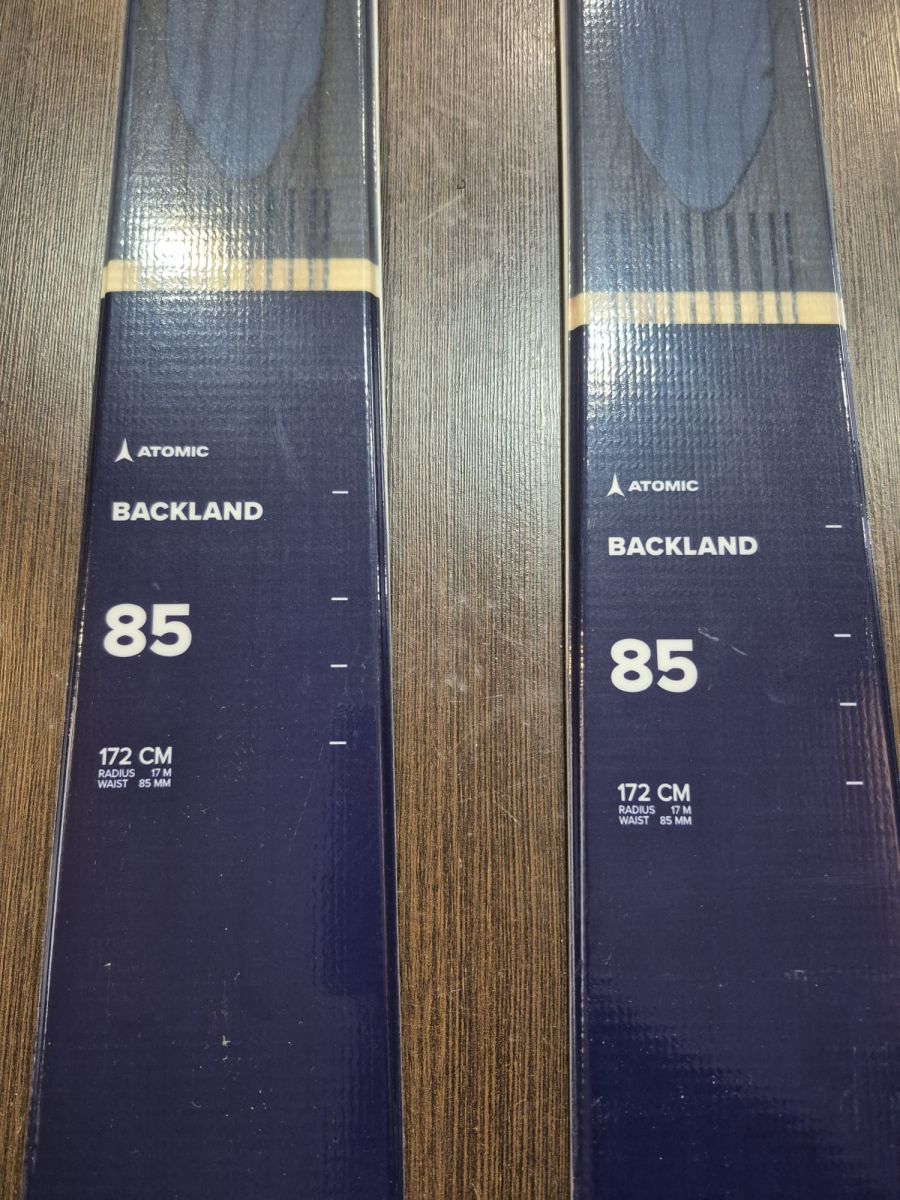 ATOMIC
BACKLAND
85
172 CM
RADIUS 17 M
WAIST 85 MM
ATOMIC
BACKLAND
85
172 CM
RADIUS 17 M
WAIST 85 MM